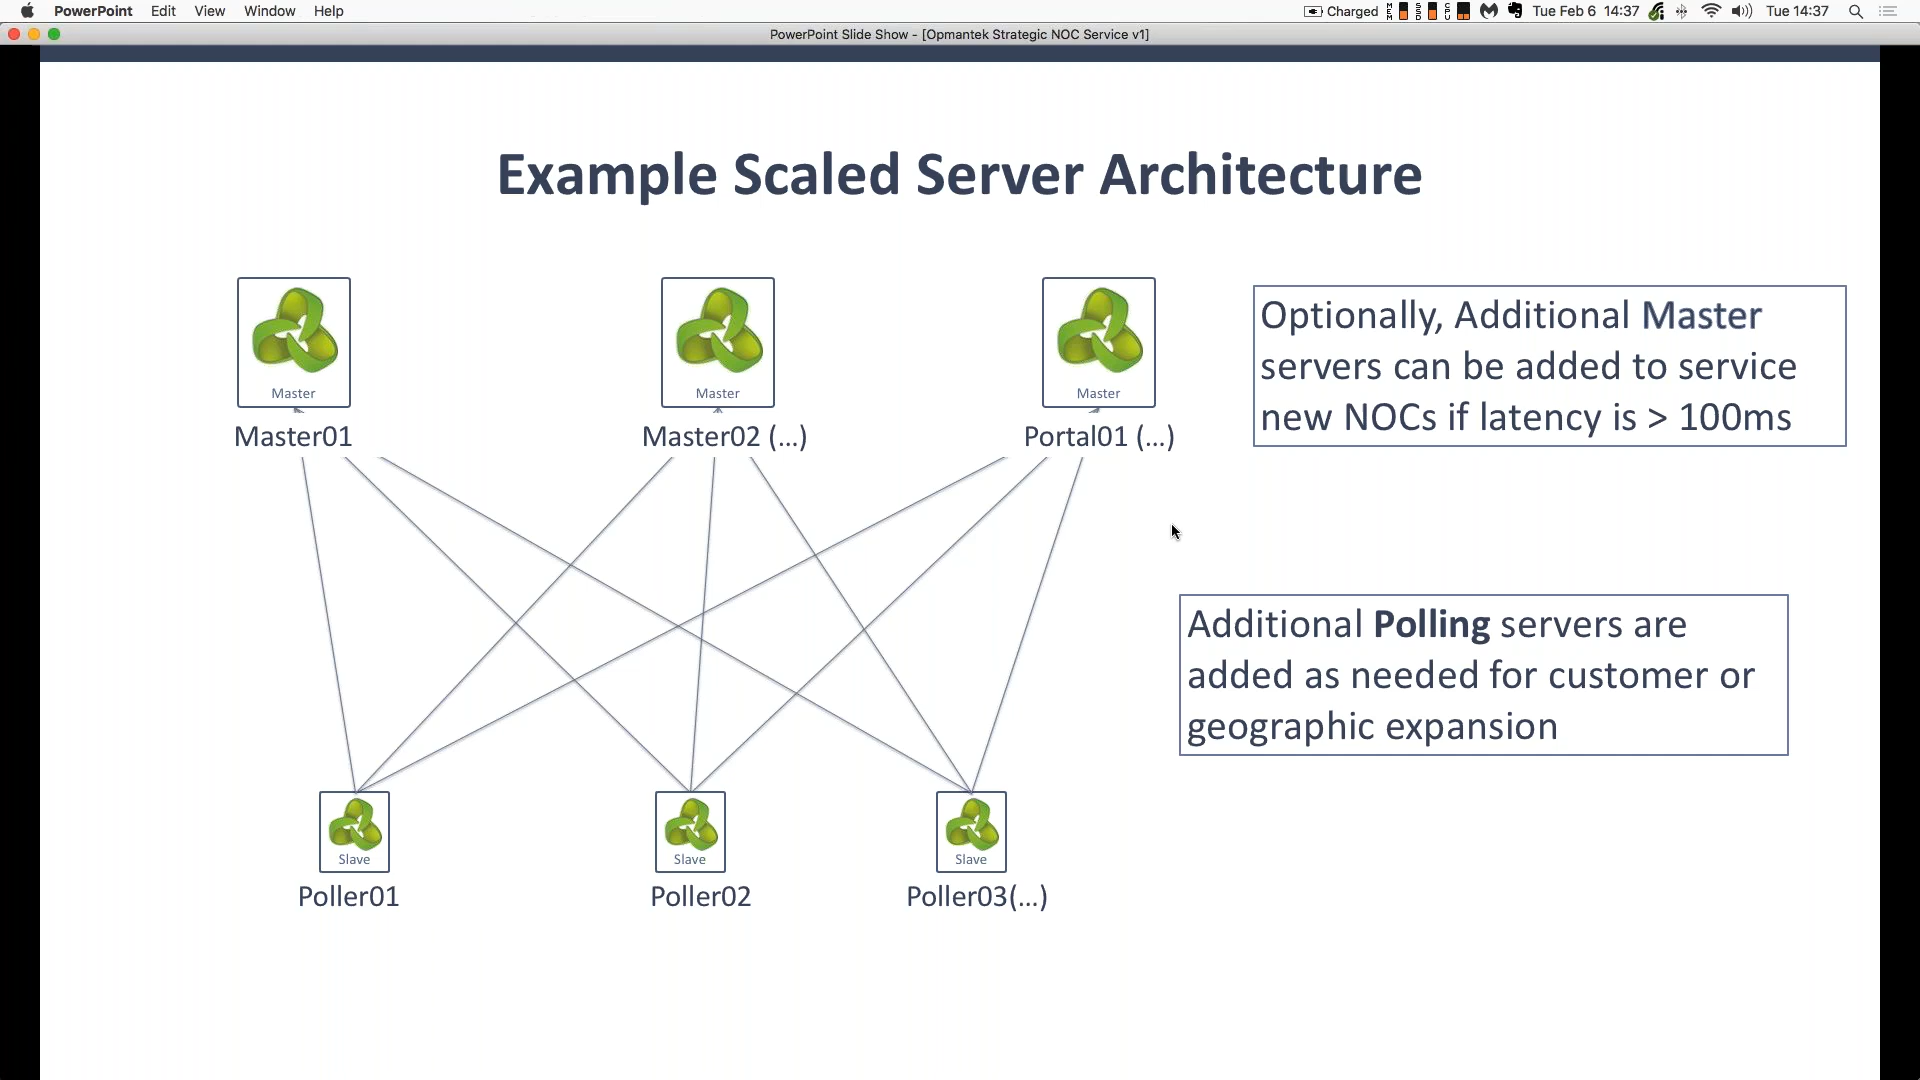 PowerPoint Edit View Window Help Charged MEM SSD CPU Tue Feb 6 14:37 Tue 14:37
PowerPoint Slide Show - [Opmantek Strategic NOC Service v1]
Example Scaled Server Architecture
Master
Master01
Master
Master02 (...)
Master
Portal01 (...)
Optionally, Additional Master
servers can be added to service
new NOCs if latency is > 100ms
Additional Polling servers are
added as needed for customer or
geographic expansion
Slave
Poller01
Slave
Poller02
Slave
Poller03(...)